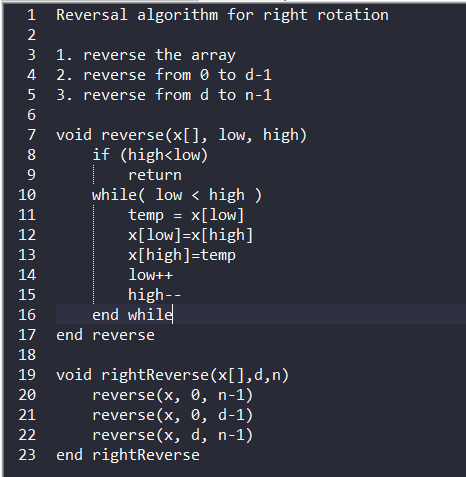 1 Reversal algorithm for right rotation
2
3 1. reverse the array
4 2. reverse from 0 to d-1
5 3. reverse from d to n-1
6
7 void reverse(x[], low, high)
8     if (high<low)
9         return
10     while( low < high )
11         temp = x[low]
12         x[low]=x[high]
13         x[high]=temp
14         low++
15         high--
16     end while
17 end reverse
18
19 void rightReverse(x[],d,n)
20     reverse(x, 0, n-1)
21     reverse(x, 0, d-1)
22     reverse(x, d, n-1)
23 end rightReverse